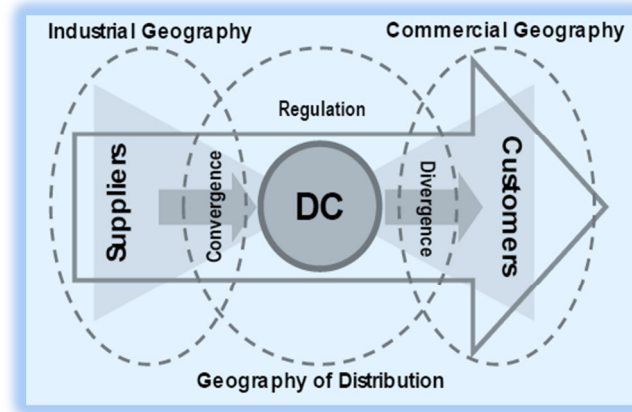 Industrial Geography
Commercial Geography
Regulation
Suppliers
Convergence
DC
Divergence
Customers
Geography of Distribution